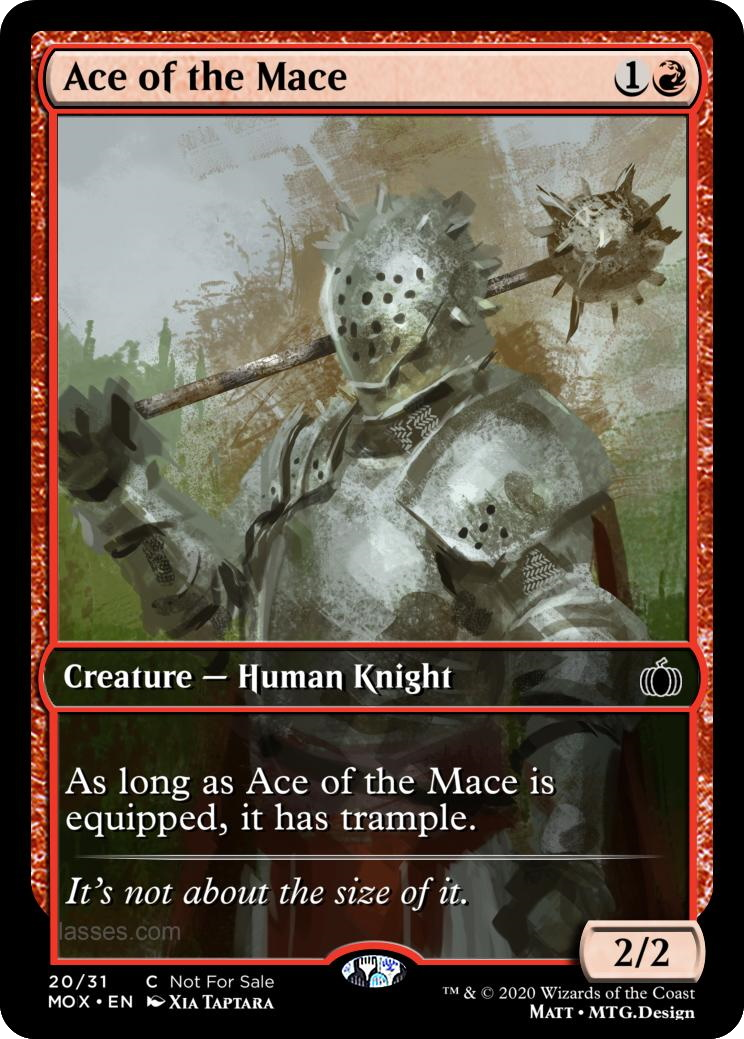 Ace of the Mace 1
Creature — Human Knight
As long as Ace of the Mace is
equipped, it has trample.
It's not about the size of it.
lasses.com
2/2
20/31 C Not For Sale
MOX • EN XIA TAPTARA
™ & © 2020 Wizards of the Coast
MATT • MTG.DESIGN